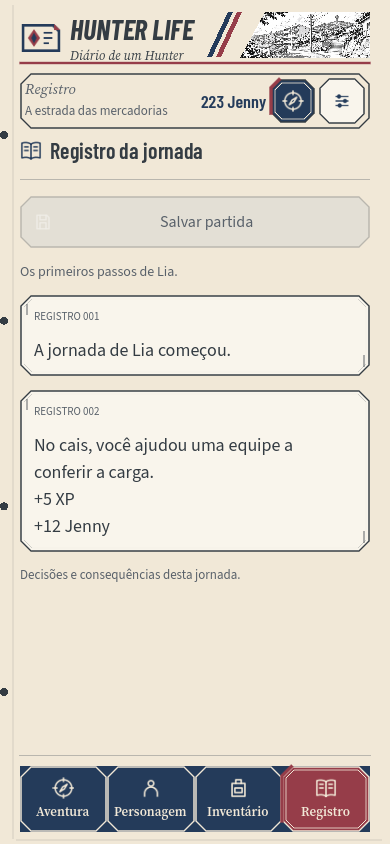 HUNTER LIFE
Diário de um Hunter
Registro
A estrada das mercadorias
223 Jenny
Registro da jornada
Salvar partida
Os primeiros passos de Lia.
REGISTRO 001
A jornada de Lia começou.
REGISTRO 002
No cais, você ajudou uma equipe a
conferir a carga.
+5 XP
+12 Jenny
Decisões e consequências desta jornada.
Aventura
Personagem
Inventário
Registro